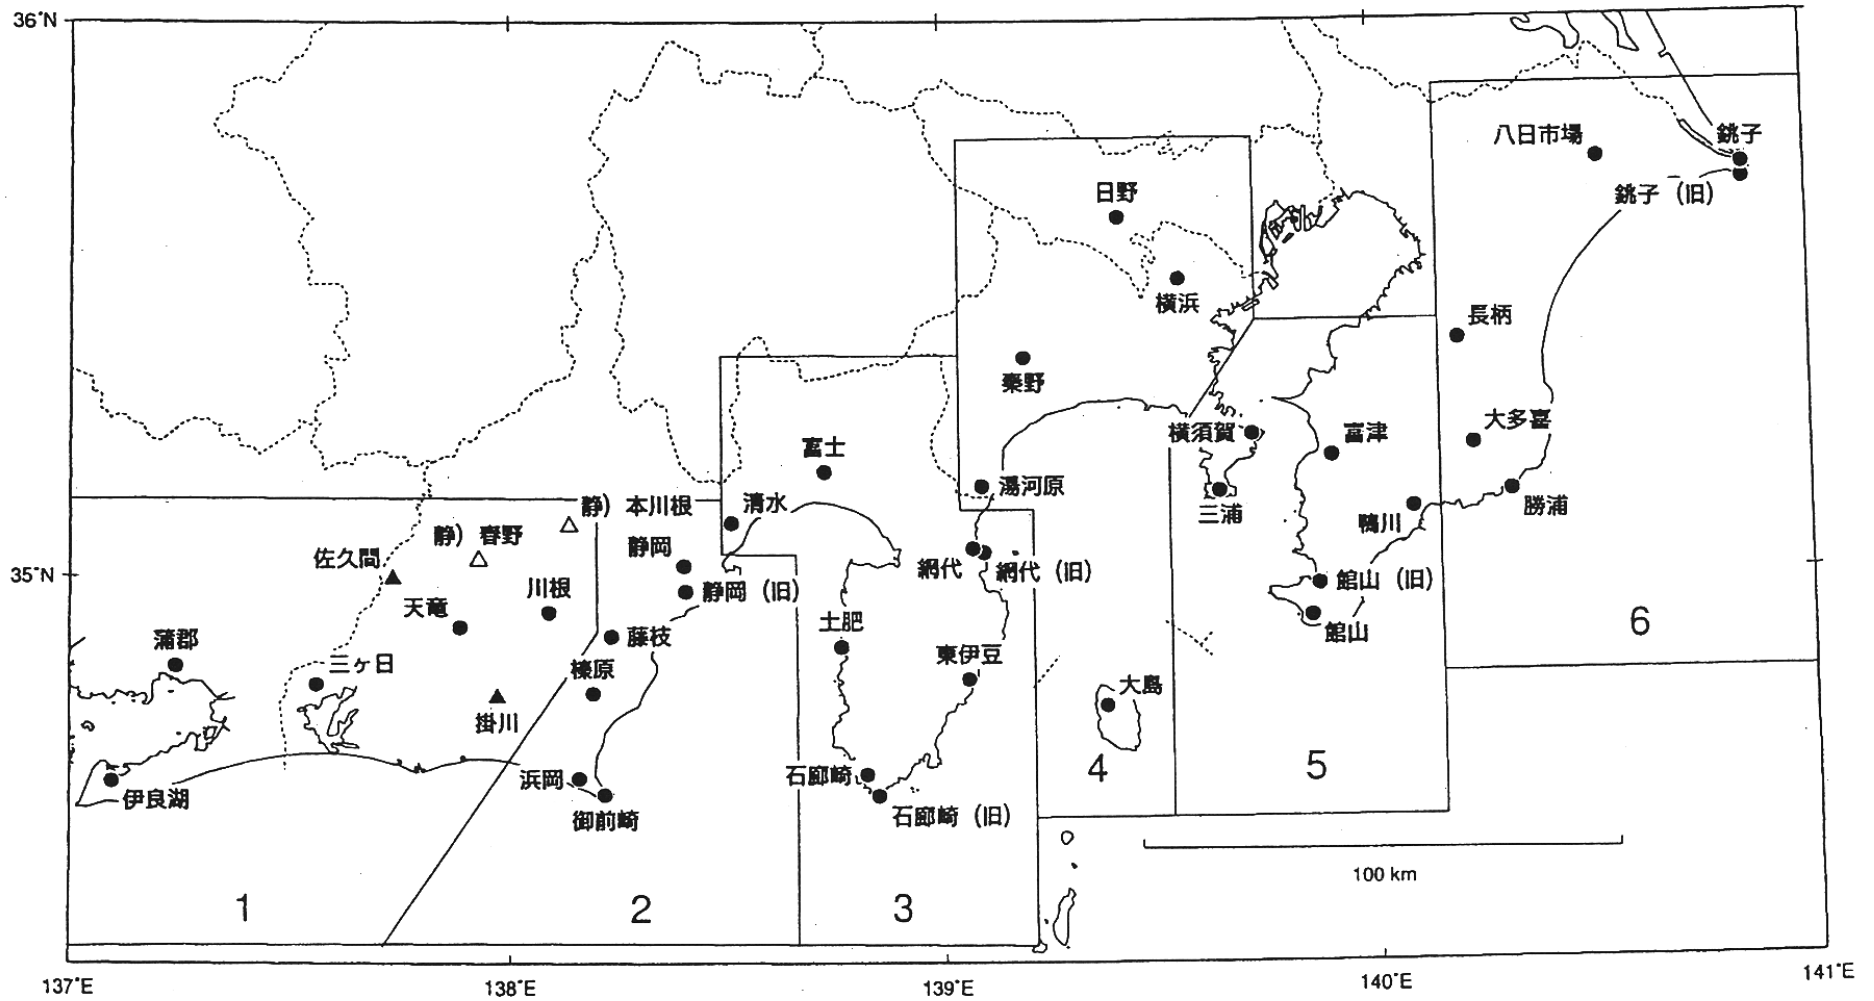 36°N
八日市場
銚子
日野
銚子 (旧)
横浜
長柄
秦野
大多喜
富士
横須賀
富津
湯河原
静) 本川根
清水
三浦
勝浦
鴨川
静) 春野
静岡
佐久間
35°N
網代
網代 (旧)
館山 (旧)
川根
静岡 (旧)
天竜
土肥
館山
6
蒲郡
藤枝
三ヶ日
榛原
東伊豆
大島
掛川
4
5
浜岡
石廊崎
伊良湖
御前崎
石廊崎 (旧)
100 km
1
2
3
137°E
138°E
139°E
140°E
141°E